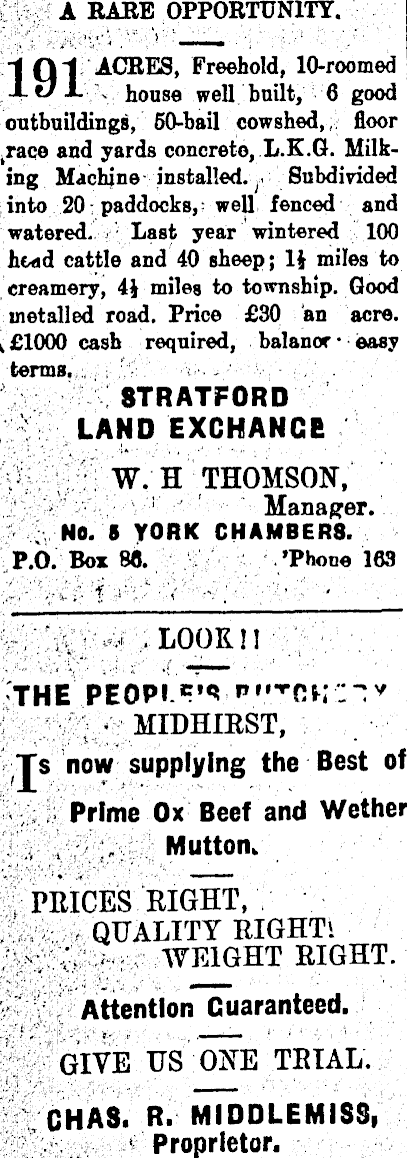 A RARE OPPORTUNITY.
191 ACRES, Freehold, 10-roomed
house well built, 6 good
outbuildings, 50-bail cowshed, floor
race and yards concrete, L.K.G. Milk-
ing Machine installed. Subdivided
into 20 paddocks, well fenced and
watered. Last year wintered 100
head cattle and 40 sheep; 1½ miles to
creamery, 4½ miles to township. Good
metalled road. Price £30 an acre.
£1000 cash required, balance easy
terms.
STRATFORD
LAND EXCHANGE
W. H THOMSON,
Manager.
No. 5 YORK CHAMBERS.
P.O. Box 86. 'Phone 163
LOOK!!
THE PEOPLE'S BUTCHERY
MIDHIRST,
Is now supplying the Best of
Prime Ox Beef and Wether
Mutton.
PRICES RIGHT,
QUALITY RIGHT
WEIGHT RIGHT.
Attention Guaranteed.
GIVE US ONE TRIAL.
CHAS. R. MIDDLEMISS,
Proprietor.